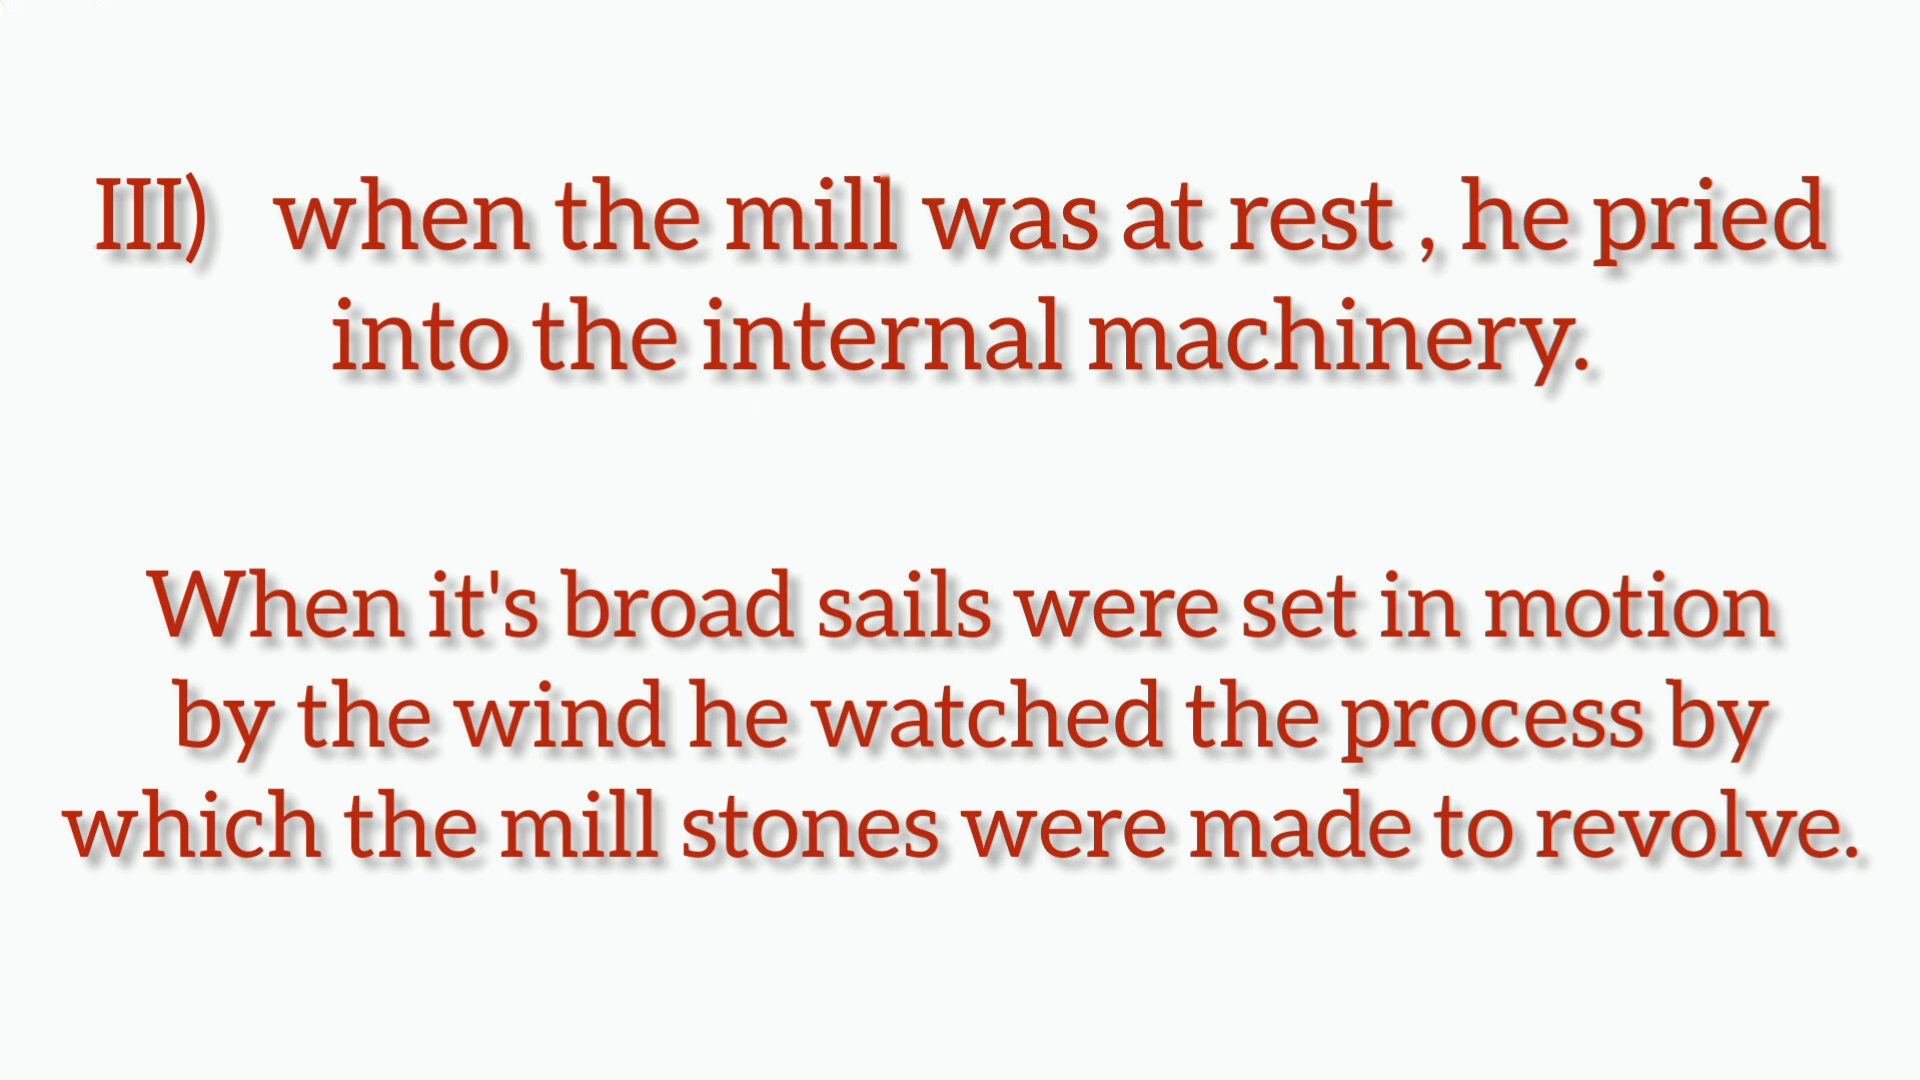 III) when the mill was at rest , he pried
into the internal machinery.
When it's broad sails were set in motion
by the wind he watched the process by
which the mill stones were made to revolve.